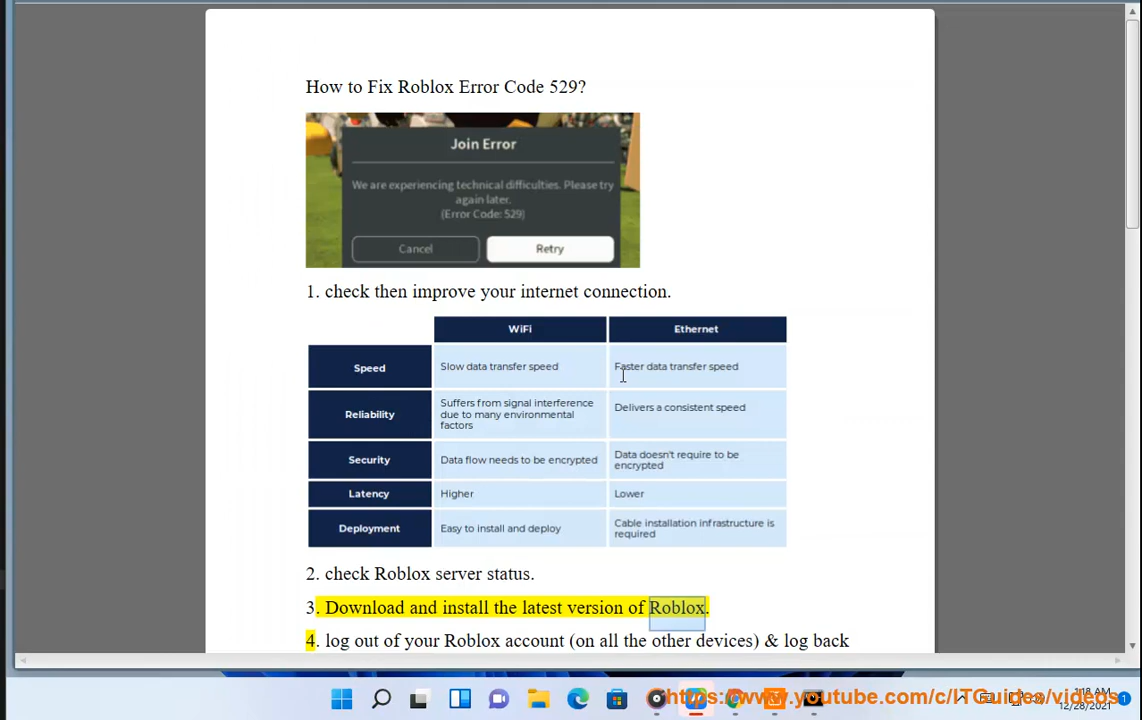 How to Fix Roblox Error Code 529?
Join Error
We are experiencing technical difficulties. Please try
again later.
(Error Code: 529)
Cancel Retry
1. check then improve your internet connection.
WiFi Ethernet
Speed Slow data transfer speed Faster data transfer speed
Reliability Suffers from signal interference
due to many environmental
factors Delivers a consistent speed
Security Data flow needs to be encrypted Data doesn't require to be
encrypted
Latency Higher Lower
Deployment Easy to install and deploy Cable installation infrastructure is
required
2. check Roblox server status.
3. Download and install the latest version of Roblox.
4. log out of your Roblox account (on all the other devices) & log back
https://www.youtube.com/c/ITGuides/videos
1:18 AM
12/28/2021
1